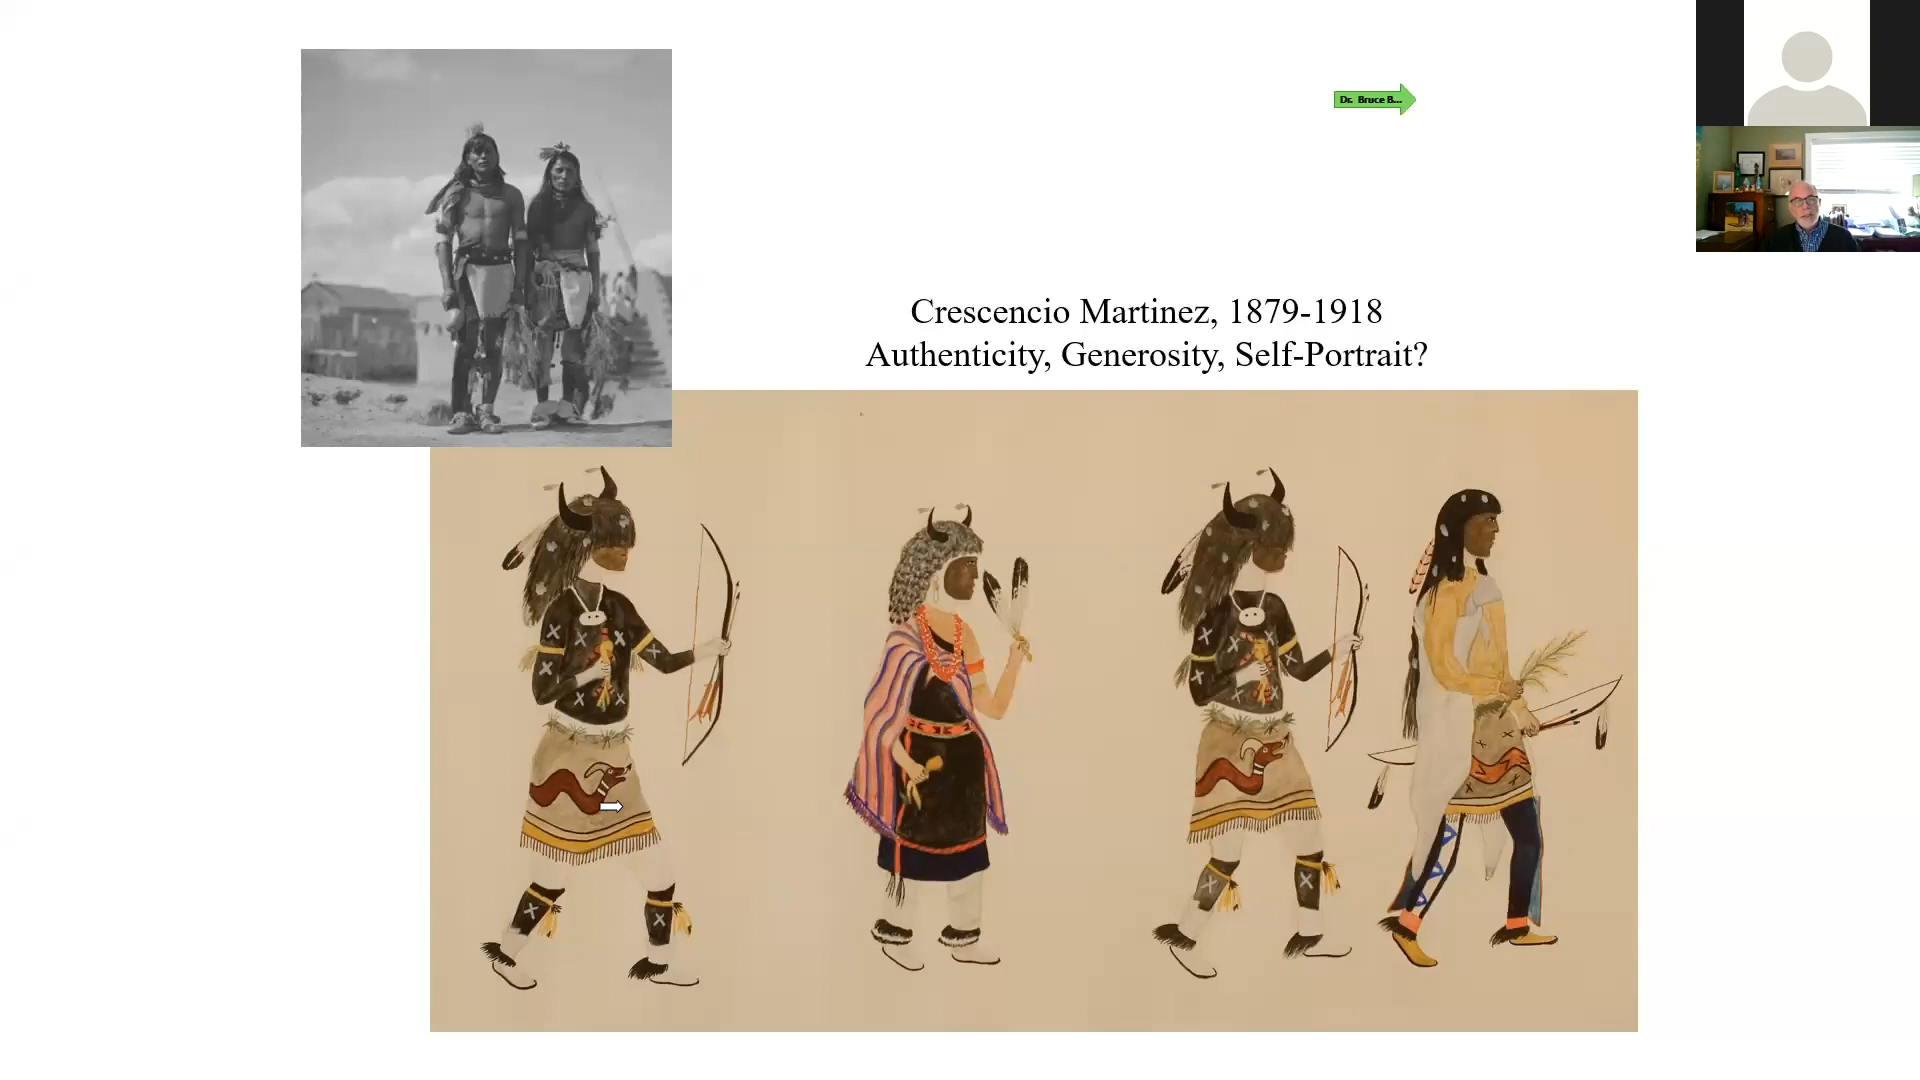 Dr. Bruce B...
Crescencio Martinez, 1879-1918
Authenticity, Generosity, Self-Portrait?